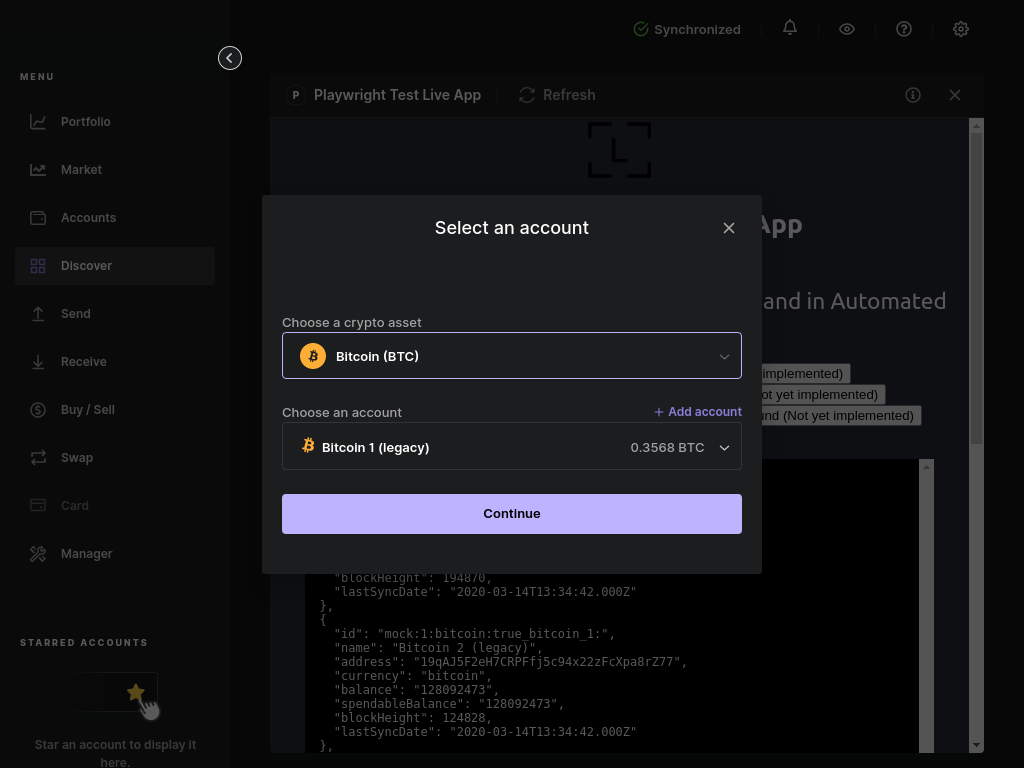 Synchronized
MENU
P Playwright Test Live App
Refresh
Portfolio
Market
Accounts
Discover
Send
Receive
Buy / Sell
Swap
Card
Manager
STARRED ACCOUNTS
Star an account to display it
here.
L
App
and in Automated
Select an account
Choose a crypto asset
Bitcoin (BTC)
Choose an account
+ Add account
Bitcoin 1 (legacy) 0.3568 BTC
Continue
implemented)
ot yet implemented)
und (Not yet implemented)
"blockHeight": 194870,
"lastSyncDate": "2020-03-14T13:34:42.000Z"
},
{
"id": "mock:1:bitcoin:true_bitcoin_1:",
"name": "Bitcoin 2 (legacy)",
"address": "19qAJ5F2eH7CRPFfj5c94x22zFcXpa8rZ77",
"currency": "bitcoin",
"balance": "128092473",
"spendableBalance": "128092473",
"blockHeight": 124828,
"lastSyncDate": "2020-03-14T13:34:42.000Z"
},